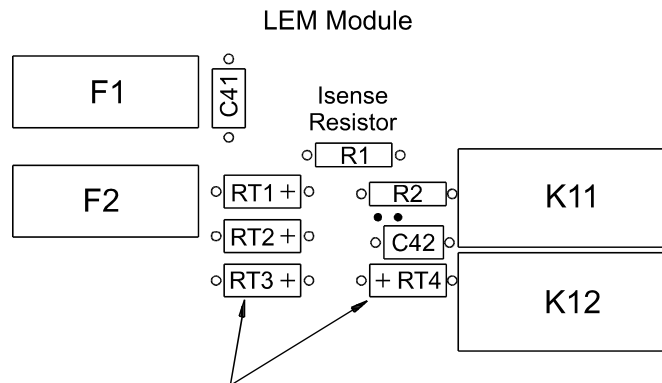 LEM Module
F1
C41
Isense
Resistor
R1
F2
RT1 +
R2
K11
RT2 +
C42
RT3 +
+ RT4
K12